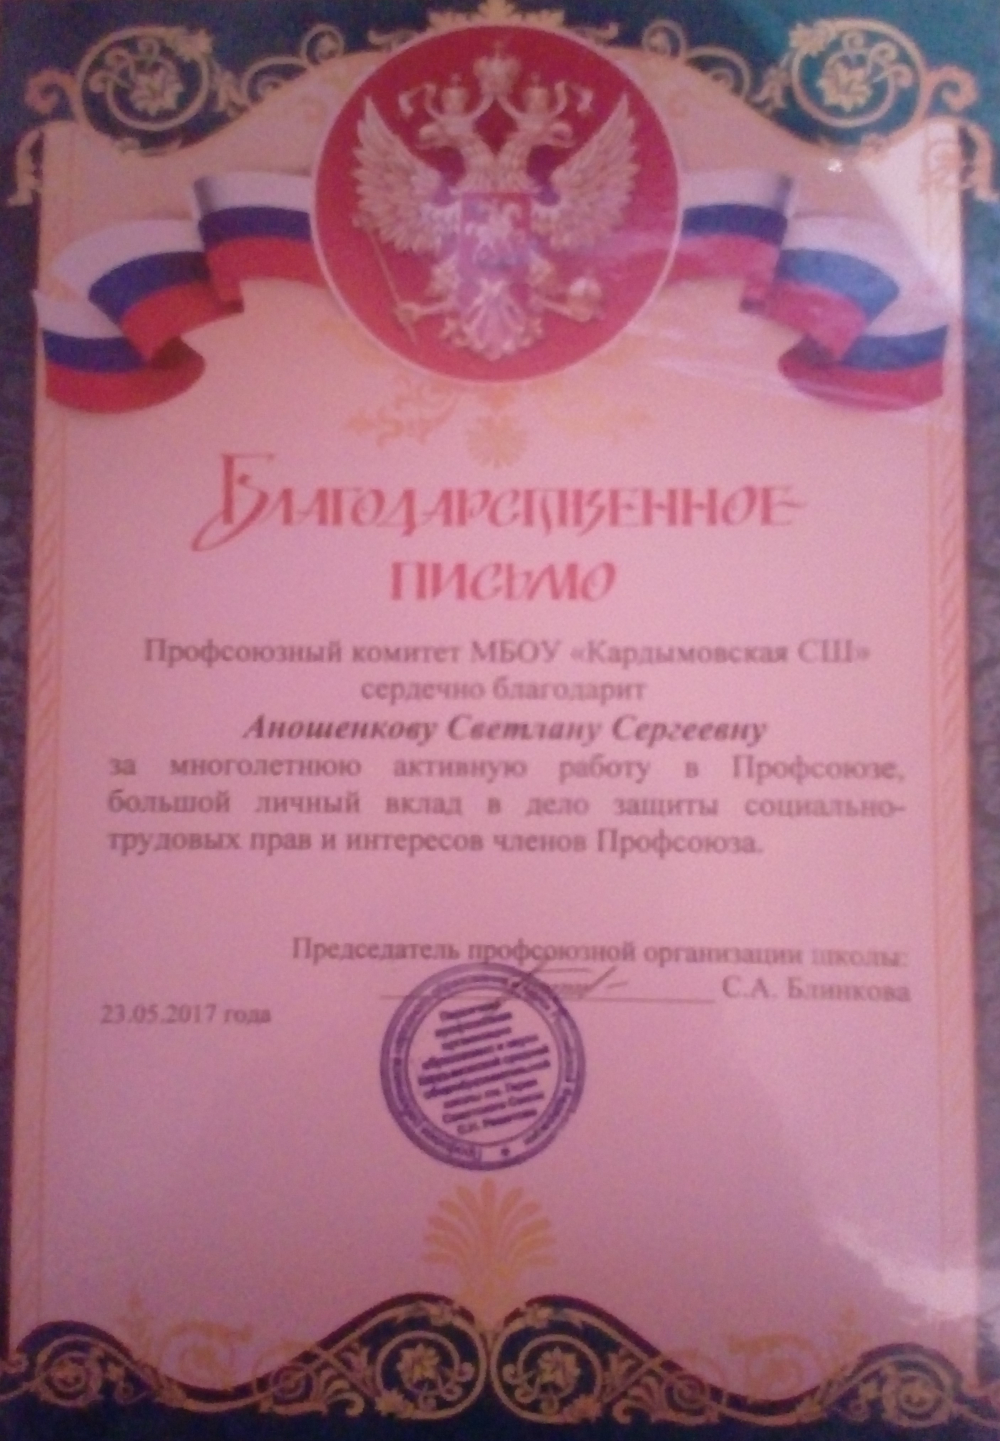 Благодарственное
письмо
Профсоюзный комитет МБОУ «Кардымовская СШ»
сердечно благодарит
Аношенкову Светлану Сергеевну
за многолетнюю активную работу в Профсоюзе,
большой личный вклад в дело защиты социально-
трудовых прав и интересов членов Профсоюза.
Председатель профсоюзной организации школы:
С.А. Блинкова
23.05.2017 года